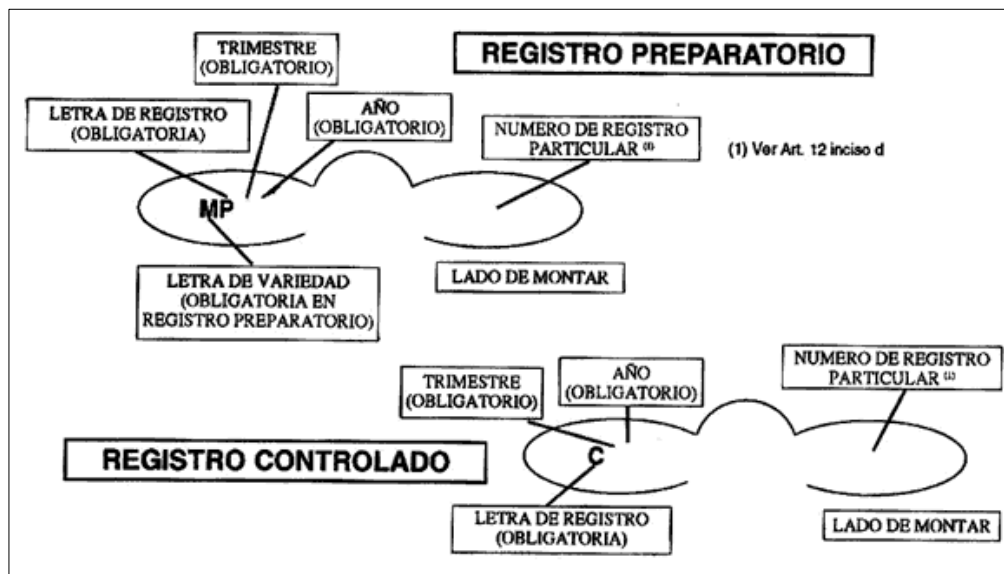 TRIMESTRE
(OBLIGATORIO)
REGISTRO PREPARATORIO
LETRA DE REGISTRO
(OBLIGATORIA)
AÑO
(OBLIGATORIO)
NUMERO DE REGISTRO
PARTICULAR (1)
(1) Ver Art. 12 inciso d
MP
LETRA DE VARIEDAD
(OBLIGATORIA EN
REGISTRO PREPARATORIO)
LADO DE MONTAR
TRIMESTRE
(OBLIGATORIO)
AÑO
(OBLIGATORIO)
NUMERO DE REGISTRO
PARTICULAR (1)
REGISTRO CONTROLADO
C
LETRA DE REGISTRO
(OBLIGATORIA)
LADO DE MONTAR